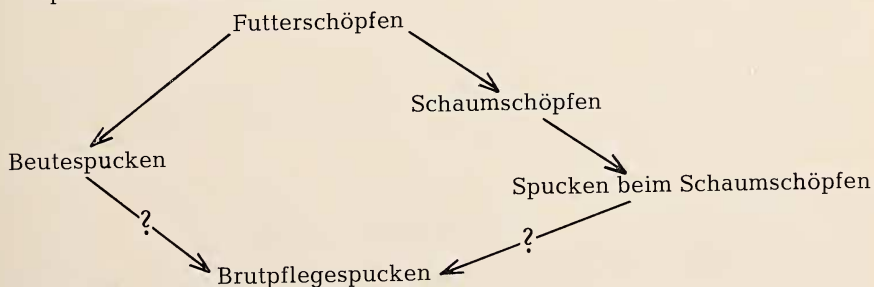 Futterschöpfen
Schaumschöpfen
Beutespucken
Spucken beim Schaumschöpfen
?
?
Brutpflegespucken